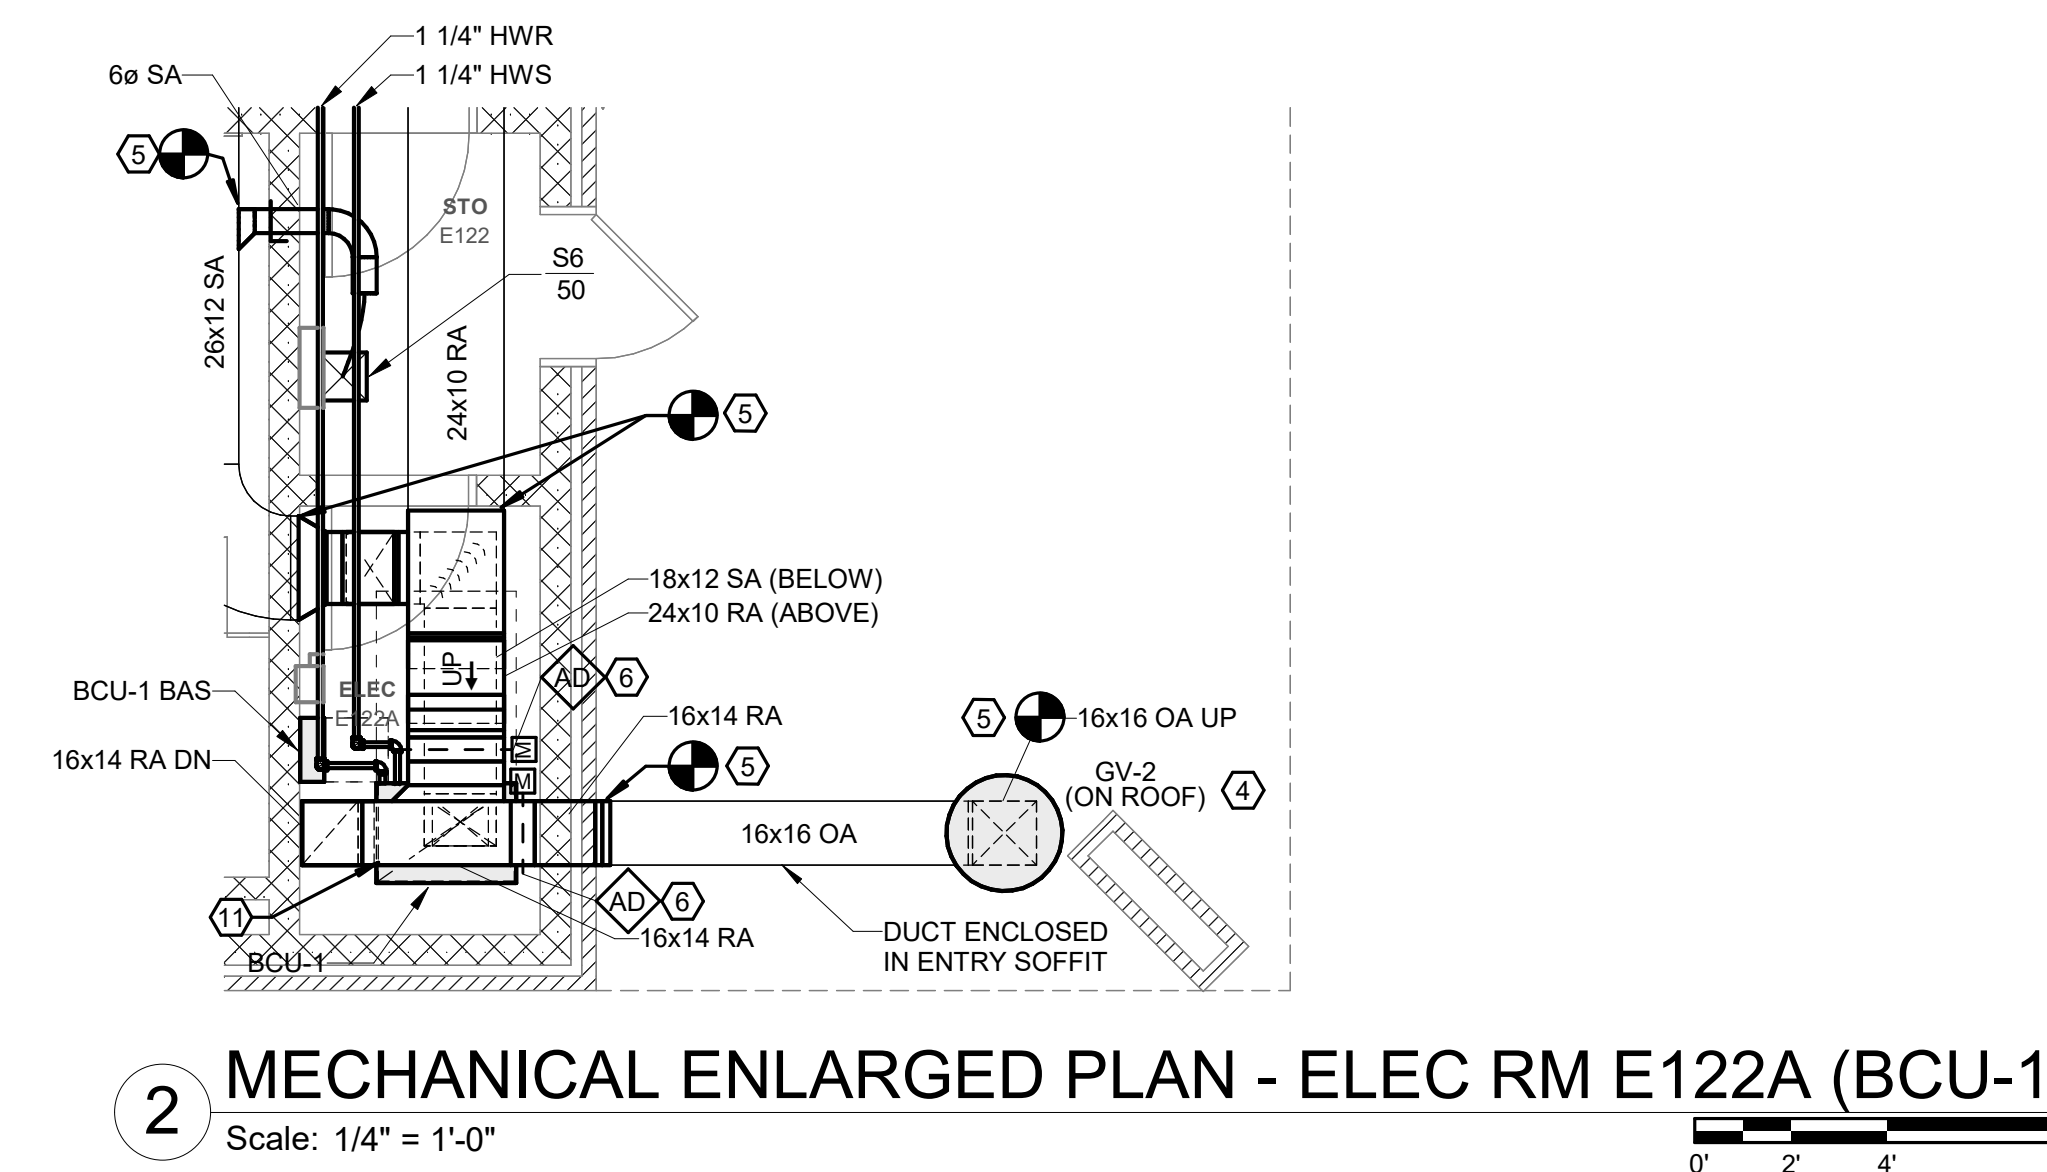 1 1/4" HWR
6ø SA
1 1/4" HWS
5
STO
E122
S6
50
26x12 SA
24x10 RA
5
18x12 SA (BELOW)
24x10 RA (ABOVE)
UP
AD
6
BCU-1 BAS
ELEC
E122A
16x14 RA
5
16x16 OA UP
M
16x14 RA DN
5
M
GV-2
(ON ROOF)
4
16x16 OA
11
AD
6
16x14 RA
DUCT ENCLOSED
IN ENTRY SOFFIT
BCU-1
2
MECHANICAL ENLARGED PLAN - ELEC RM E122A (BCU-1
Scale: 1/4" = 1'-0"
0' 2' 4'